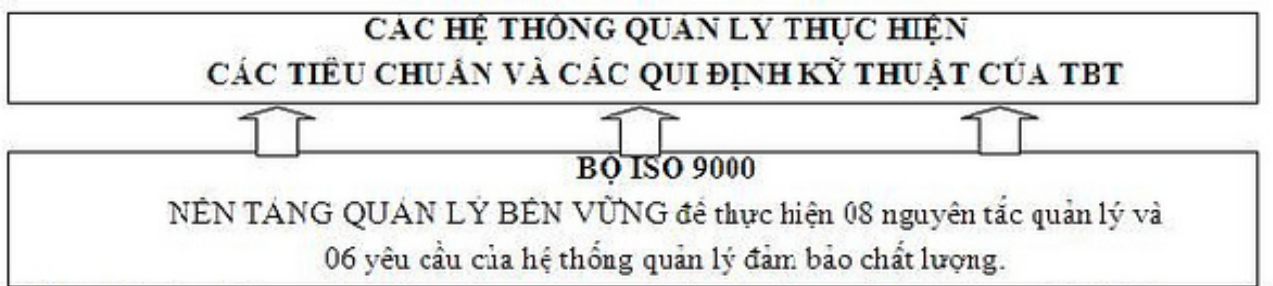 CÁC HỆ THỐNG QUẢN LÝ THỰC HIỆN
CÁC TIÊU CHUẨN VÀ CÁC QUI ĐỊNH KỸ THUẬT CỦA TBT
BỘ ISO 9000
NỀN TẢNG QUẢN LÝ BỀN VỮNG để thực hiện 08 nguyên tắc quản lý và
06 yêu cầu của hệ thống quản lý đảm bảo chất lượng.